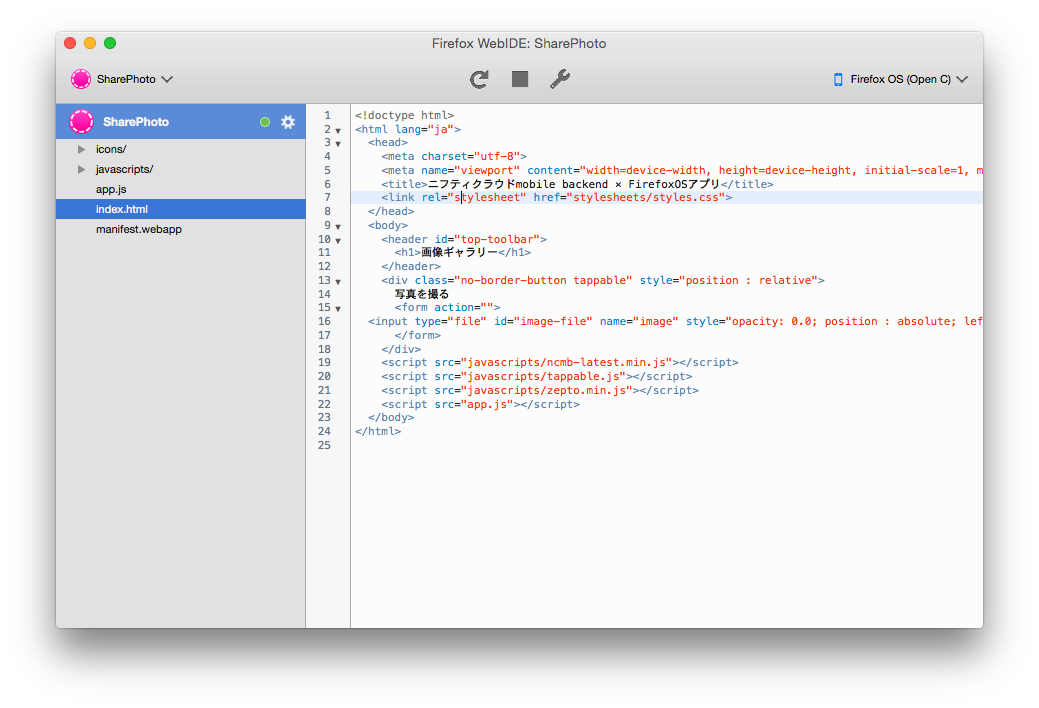 Firefox WebIDE: SharePhoto
SharePhoto
Firefox OS (Open C)
SharePhoto
icons/
javascripts/
app.js
index.html
manifest.webapp
1 <!doctype html>
2 <html lang="ja">
3 <head>
4 <meta charset="utf-8">
5 <meta name="viewport" content="width=device-width, height=device-height, initial-scale=1, m
6 <title>ニフティクラウドmobile backend × FirefoxOSアプリ</title>
7 <link rel="stylesheet" href="stylesheets/styles.css">
8 </head>
9 <body>
10 <header id="top-toolbar">
11 <h1>画像ギャラリー</h1>
12 </header>
13 <div class="no-border-button tappable" style="position : relative">
14 写真を撮る
15 <form action="">
16 <input type="file" id="image-file" name="image" style="opacity: 0.0; position : absolute; lef
17 </form>
18 </div>
19 <script src="javascripts/ncmb-latest.min.js"></script>
20 <script src="javascripts/tappable.js"></script>
21 <script src="javascripts/zepto.min.js"></script>
22 <script src="app.js"></script>
23 </body>
24 </html>
25